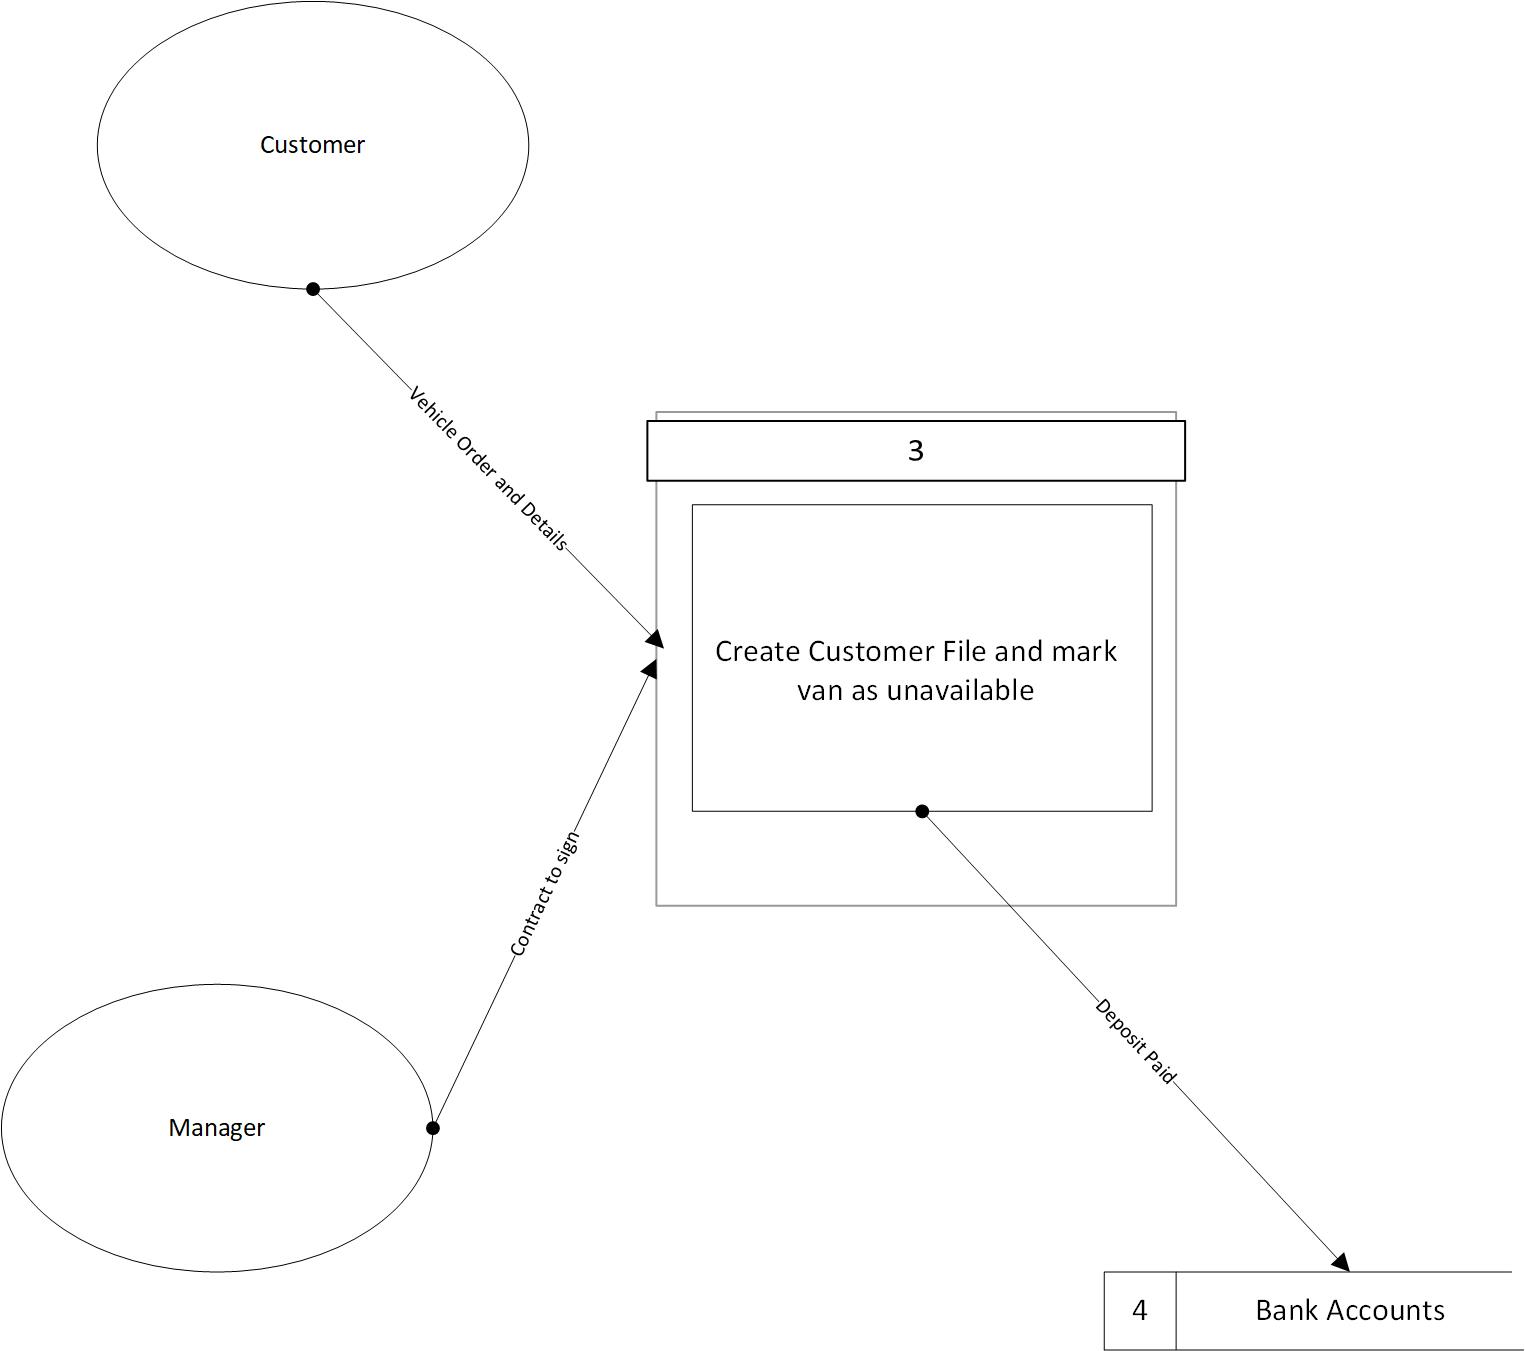 Customer
Vehicle Order and Details
3
Create Customer File and mark
van as unavailable
Contract to sign
Deposit Paid
Manager
4
Bank Accounts